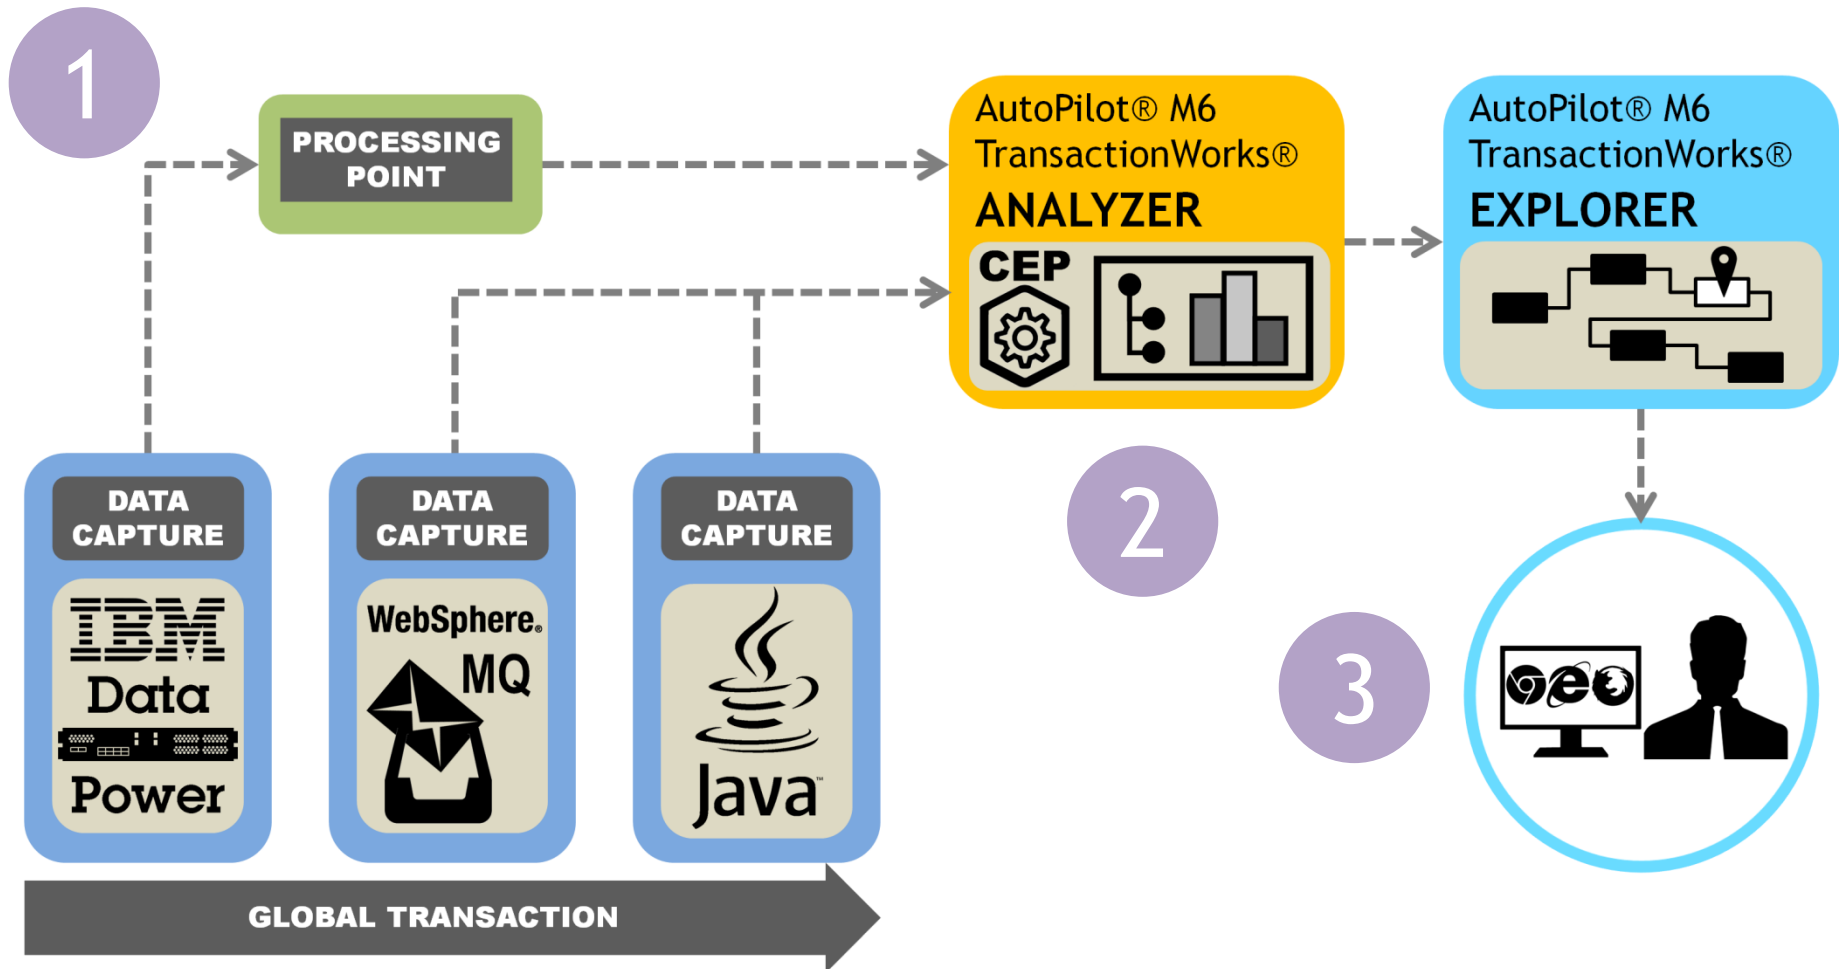 1
PROCESSING
POINT
AutoPilot® M6
TransactionWorks®
ANALYZER
CEP
AutoPilot® M6
TransactionWorks®
EXPLORER
DATA
CAPTURE
IBM
Data
Power
DATA
CAPTURE
WebSphere®
MQ
DATA
CAPTURE
Java™
2
3
GLOBAL TRANSACTION